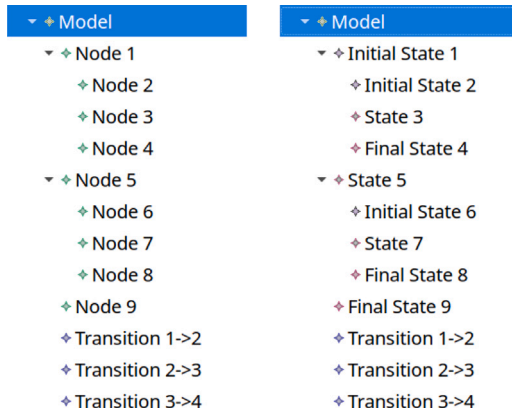 Model
Node 1
Node 2
Node 3
Node 4
Node 5
Node 6
Node 7
Node 8
Node 9
Transition 1->2
Transition 2->3
Transition 3->4
Model
Initial State 1
Initial State 2
State 3
Final State 4
State 5
Initial State 6
State 7
Final State 8
Final State 9
Transition 1->2
Transition 2->3
Transition 3->4